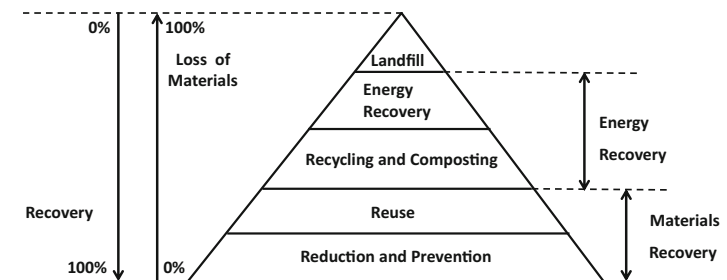 0%
100%
Loss of
Materials
Landfill
Energy
Recovery
Energy
Recovery
Recycling and Composting
Recovery
Reuse
Materials
Recovery
100%
0%
Reduction and Prevention